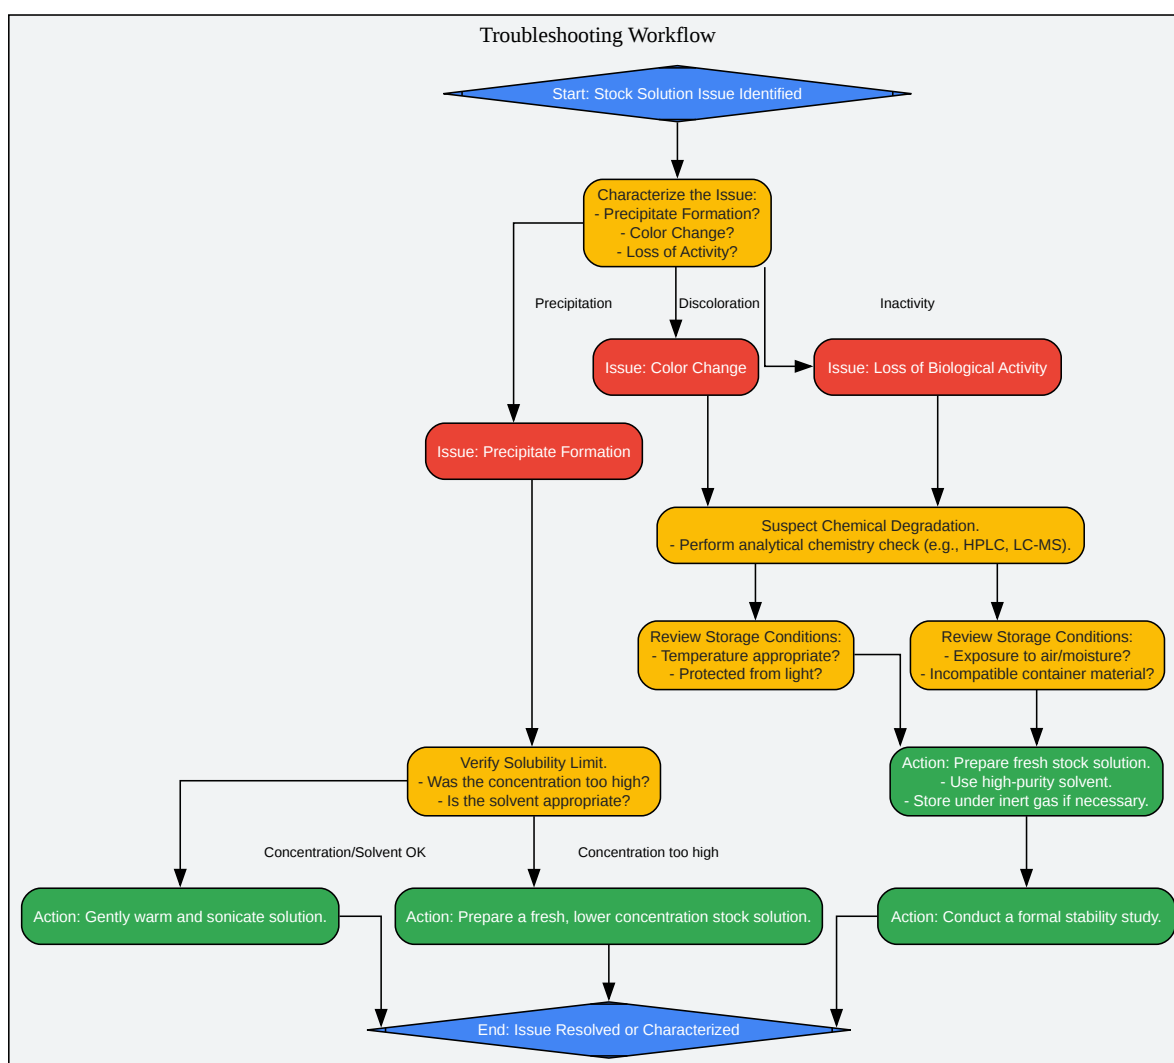 Troubleshooting Workflow
Start: Stock Solution Issue Identified
Characterize the Issue:
- Precipitate Formation?
- Color Change?
- Loss of Activity?
Precipitation
Discoloration
Inactivity
Issue: Color Change
Issue: Loss of Biological Activity
Issue: Precipitate Formation
Suspect Chemical Degradation.
- Perform analytical chemistry check (e.g., HPLC, LC-MS).
Review Storage Conditions:
- Temperature appropriate?
- Protected from light?
Review Storage Conditions:
- Exposure to air/moisture?
- Incompatible container material?
Verify Solubility Limit.
- Was the concentration too high?
- Is the solvent appropriate?
Action: Prepare fresh stock solution.
- Use high-purity solvent.
- Store under inert gas if necessary.
Concentration/Solvent OK
Concentration too high
Action: Gently warm and sonicate solution.
Action: Prepare a fresh, lower concentration stock solution.
Action: Conduct a formal stability study.
End: Issue Resolved or Characterized